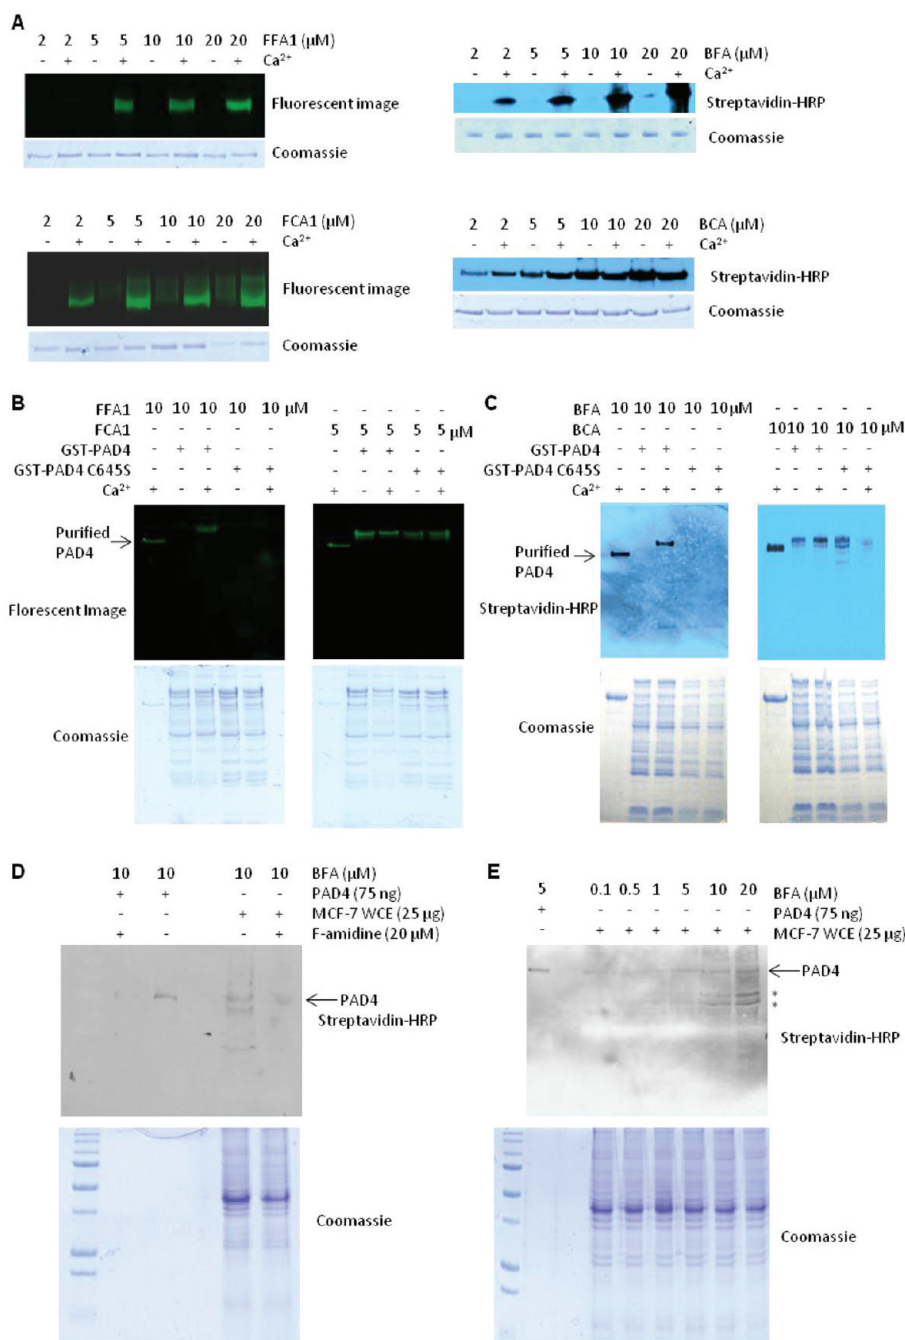 A
2 2 5 5 10 10 20 20 FFA1 (μM)
- + - + - + - + Ca²⁺
Fluorescent image
Coomassie
2 2 5 5 10 10 20 20 BFA (μM)
- + - + - + - + Ca²⁺
Streptavidin-HRP
Coomassie
2 2 5 5 10 10 20 20 FCA1 (μM)
- + - + - + - + Ca²⁺
Fluorescent image
Coomassie
2 2 5 5 10 10 20 20 BCA (μM)
- + - + - + - + Ca²⁺
Streptavidin-HRP
Coomassie
B
FFA1 10 10 10 10 10 μM - - - - -
FCA1 - - - - - 5 5 5 5 5 μM
GST-PAD4 - + + - - - + + - -
GST-PAD4 C645S - - - + + - - - + +
Ca²⁺ + - + - + + - + - +
Purified
PAD4
Florescent Image
Coomassie
C
BFA 10 10 10 10 10 μM - - - - -
BCA - - - - - 10 10 10 10 10 μM
GST-PAD4 - + + - - - + + - -
GST-PAD4 C645S - - - + + - - - + +
Ca²⁺ + - + - + + - + - +
Purified
PAD4
Streptavidin-HRP
Coomassie
D
10 10 10 10 BFA (μM)
+ + - - PAD4 (75 ng)
- - + + MCF-7 WCE (25 μg)
+ - - + F-amidine (20 μM)
PAD4
Streptavidin-HRP
Coomassie
E
5 0.1 0.5 1 5 10 20 BFA (μM)
+ - - - - - - PAD4 (75 ng)
- + + + + + + MCF-7 WCE (25 μg)
PAD4
*
*
Streptavidin-HRP
Coomassie